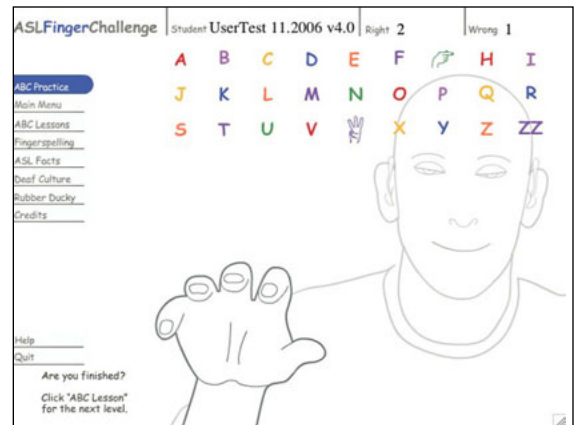 ASLFingerChallenge Student UserTest 11.2006 v4.0 Right 2 Wrong 1
A B C D E F H I
J K L M N O P Q R
S T U V X Y Z ZZ
ABC Practice
Main Menu
ABC Lessons
Fingerspelling
ASL Facts
Deaf Culture
Rubber Ducky
Credits
Help
Quit
Are you finished?
Click "ABC Lesson"
for the next level.